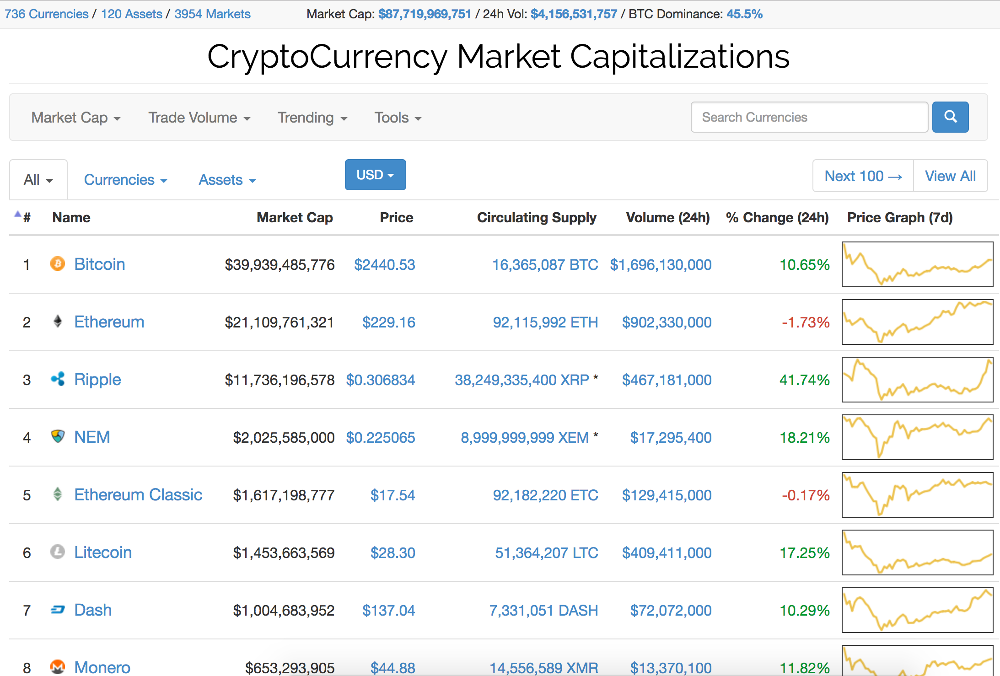 736 Currencies / 120 Assets / 3954 Markets Market Cap: $87,719,969,751 / 24h Vol: $4,156,531,757 / BTC Dominance: 45.5%
CryptoCurrency Market Capitalizations
Market Cap Trade Volume Trending Tools Search Currencies
All Currencies Assets USD Next 100 → View All
# Name Market Cap Price Circulating Supply Volume (24h) % Change (24h) Price Graph (7d)
1 Bitcoin $39,939,485,776 $2440.53 16,365,087 BTC $1,696,130,000 10.65%
2 Ethereum $21,109,761,321 $229.16 92,115,992 ETH $902,330,000 -1.73%
3 Ripple $11,736,196,578 $0.306834 38,249,335,400 XRP * $467,181,000 41.74%
4 NEM $2,025,585,000 $0.225065 8,999,999,999 XEM * $17,295,400 18.21%
5 Ethereum Classic $1,617,198,777 $17.54 92,182,220 ETC $129,415,000 -0.17%
6 Litecoin $1,453,663,569 $28.30 51,364,207 LTC $409,411,000 17.25%
7 Dash $1,004,683,952 $137.04 7,331,051 DASH $72,072,000 10.29%
8 Monero $653,293,905 $44.88 14,556,589 XMR $13,370,100 11.82%